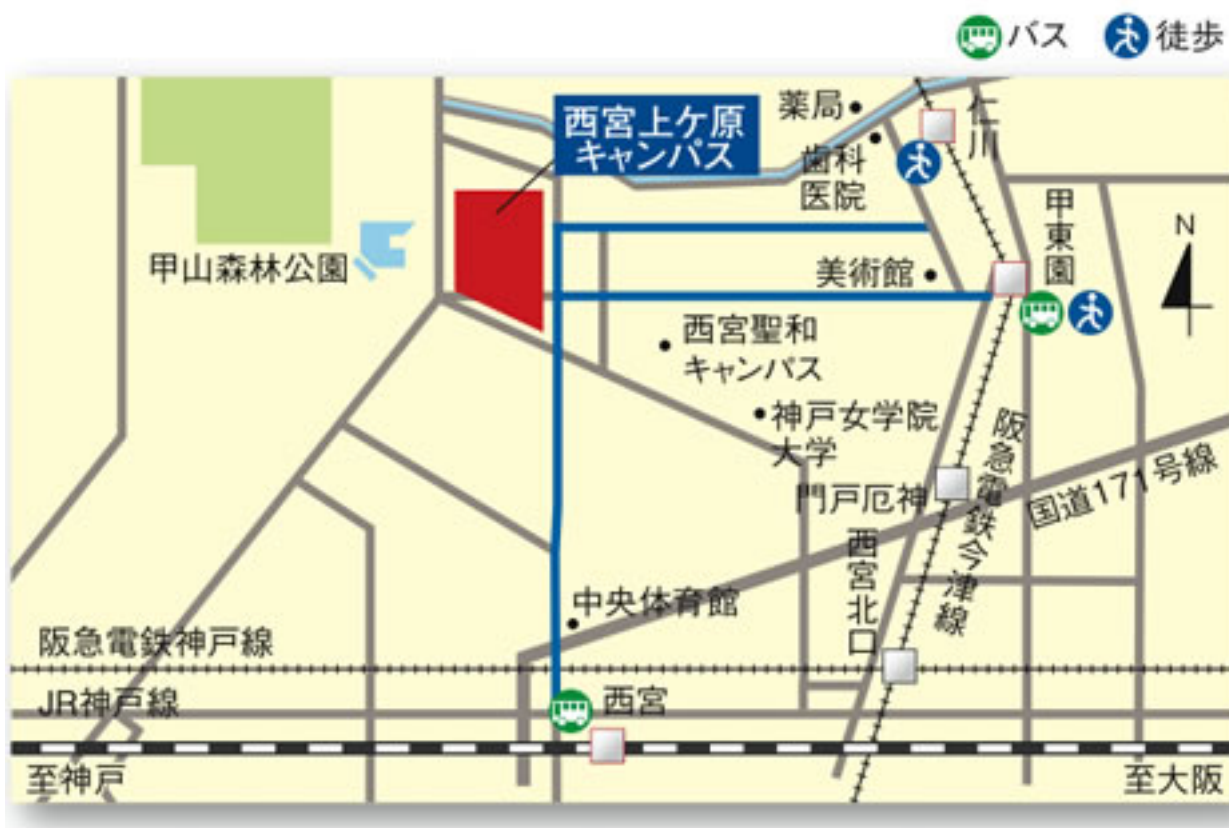 バス
徒歩
西宮上ケ原
キャンパス
薬局
仁川
歯科
医院
甲東園
N
甲山森林公園
美術館
西宮聖和
キャンパス
神戸女学院
大学
門戸厄神
阪急電鉄今津線
国道171号線
西宮北口
中央体育館
阪急電鉄神戸線
JR神戸線
西宮
至神戸
至大阪